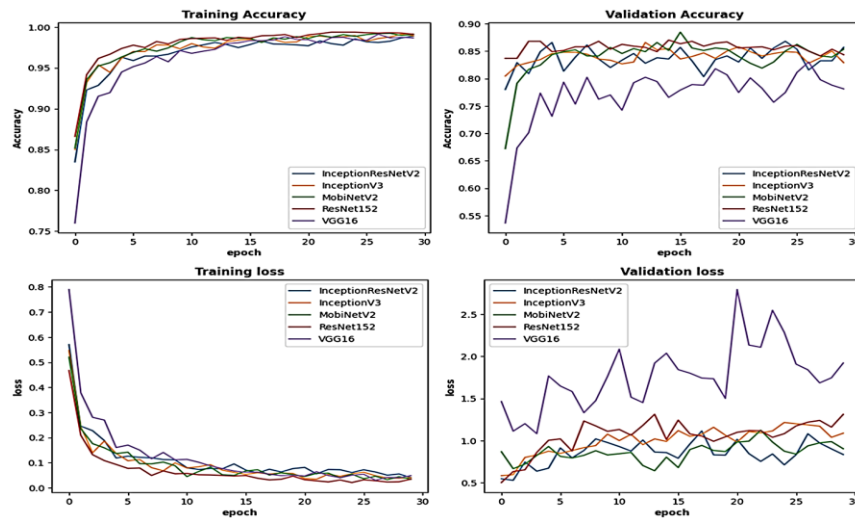 Training Accuracy
1.00
0.95
0.90
0.85
0.80
0.75
Accuracy
InceptionResNetV2
InceptionV3
MobiNetV2
ResNet152
VGG16
0 5 10 15 20 25 30
epoch
Validation Accuracy
0.90
0.85
0.80
0.75
0.70
0.65
0.60
0.55
Accuracy
InceptionResNetV2
InceptionV3
MobiNetV2
ResNet152
VGG16
0 5 10 15 20 25 30
epoch
Training loss
0.8
0.7
0.6
0.5
0.4
0.3
0.2
0.1
0.0
loss
InceptionResNetV2
InceptionV3
MobiNetV2
ResNet152
VGG16
0 5 10 15 20 25 30
epoch
Validation loss
2.5
2.0
1.5
1.0
0.5
loss
InceptionResNetV2
InceptionV3
MobiNetV2
ResNet152
VGG16
0 5 10 15 20 25 30
epoch